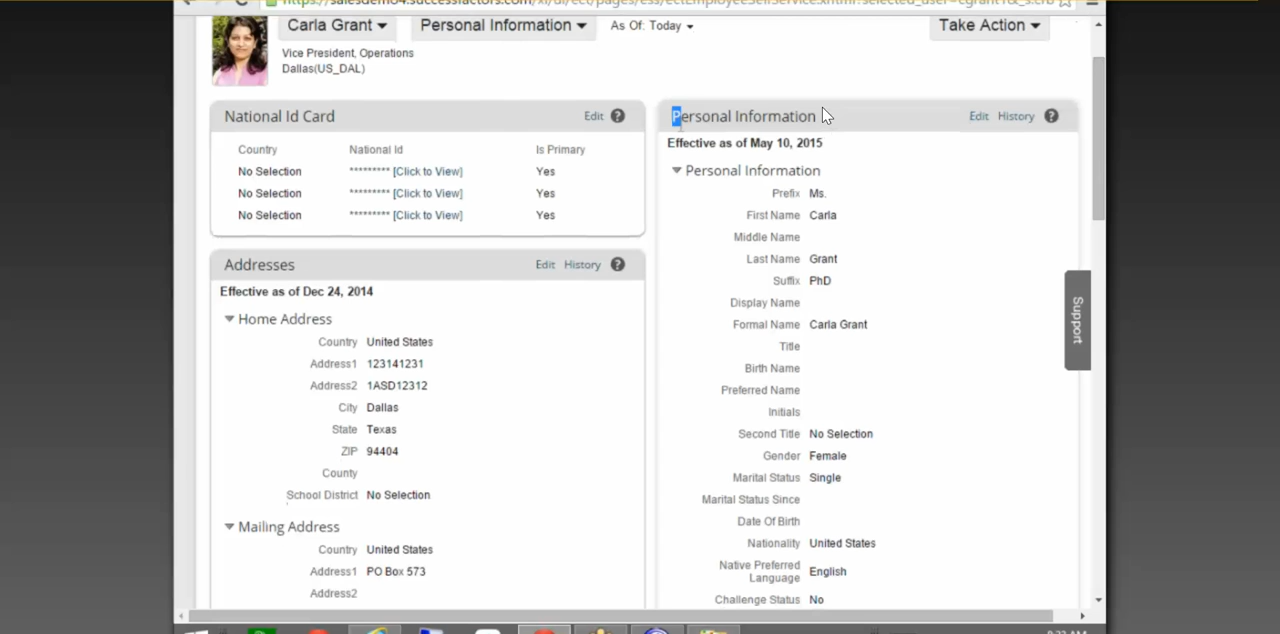 Carla Grant Personal Information As Of: Today Take Action
Vice President, Operations
Dallas(US_DAL)
National Id Card Edit ?
Country National Id Is Primary
No Selection ********* [Click to View] Yes
No Selection ********* [Click to View] Yes
No Selection ********* [Click to View] Yes
Addresses Edit History ?
Effective as of Dec 24, 2014
Home Address
Country United States
Address1 123141231
Address2 1ASD12312
City Dallas
State Texas
ZIP 94404
County
School District No Selection
Mailing Address
Country United States
Address1 PO Box 573
Address2
Personal Information Edit History ?
Effective as of May 10, 2015
Personal Information
Prefix Ms.
First Name Carla
Middle Name
Last Name Grant
Suffix PhD
Display Name
Formal Name Carla Grant
Title
Birth Name
Preferred Name
Initials
Second Title No Selection
Gender Female
Marital Status Single
Marital Status Since
Date Of Birth
Nationality United States
Native Preferred
Language English
Challenge Status No
Support